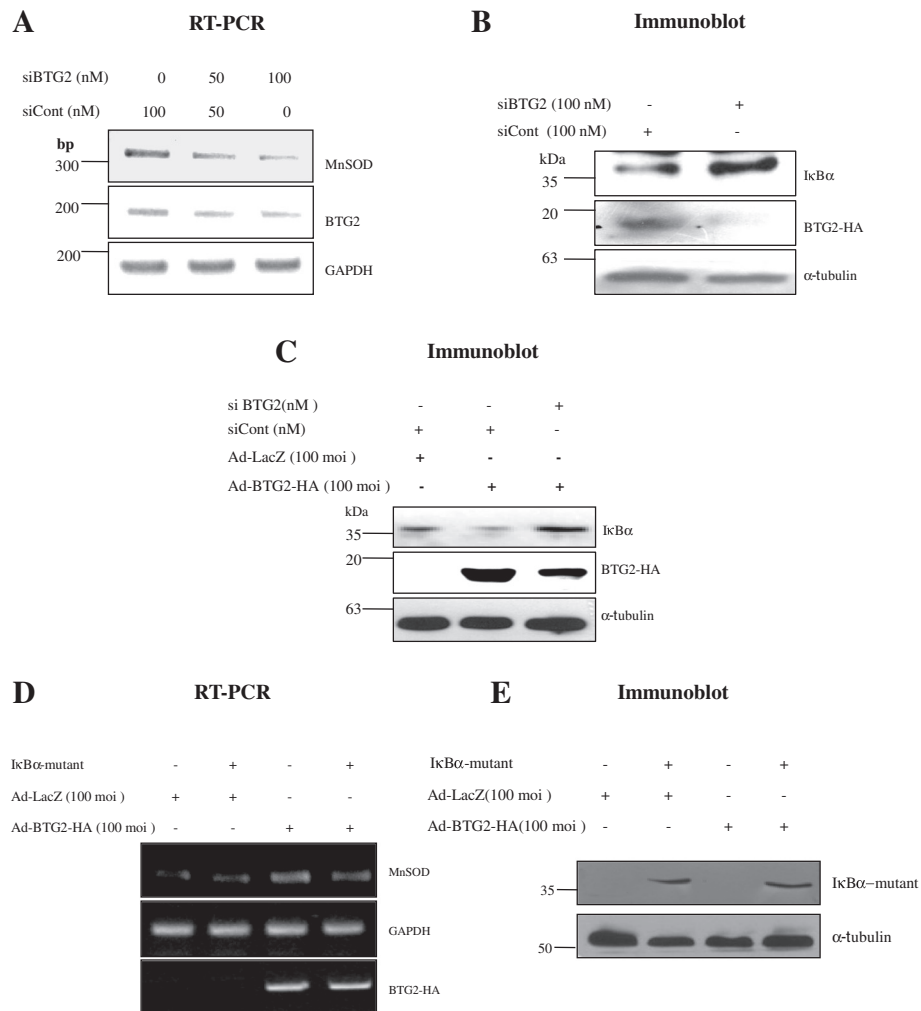 A
RT-PCR
siBTG2 (nM) 0 50 100
siCont (nM) 100 50 0
bp
300
MnSOD
200
BTG2
200
GAPDH
B
Immunoblot
siBTG2 (100 nM) - +
siCont (100 nM) + -
kDa
35
IκBα
20
BTG2-HA
63
α-tubulin
C
Immunoblot
si BTG2(nM ) - - +
siCont (nM) + + -
Ad-LacZ (100 moi ) + - -
Ad-BTG2-HA (100 moi ) - + +
kDa
35
IκBα
20
BTG2-HA
63
α-tubulin
D
RT-PCR
IκBα-mutant - + - +
Ad-LacZ (100 moi ) + + - -
Ad-BTG2-HA (100 moi ) - - + +
MnSOD
GAPDH
BTG2-HA
E
Immunoblot
IκBα-mutant - + - +
Ad-LacZ(100 moi ) + + - -
Ad-BTG2-HA(100 moi ) - - + +
35
IκBα–mutant
50
α-tubulin